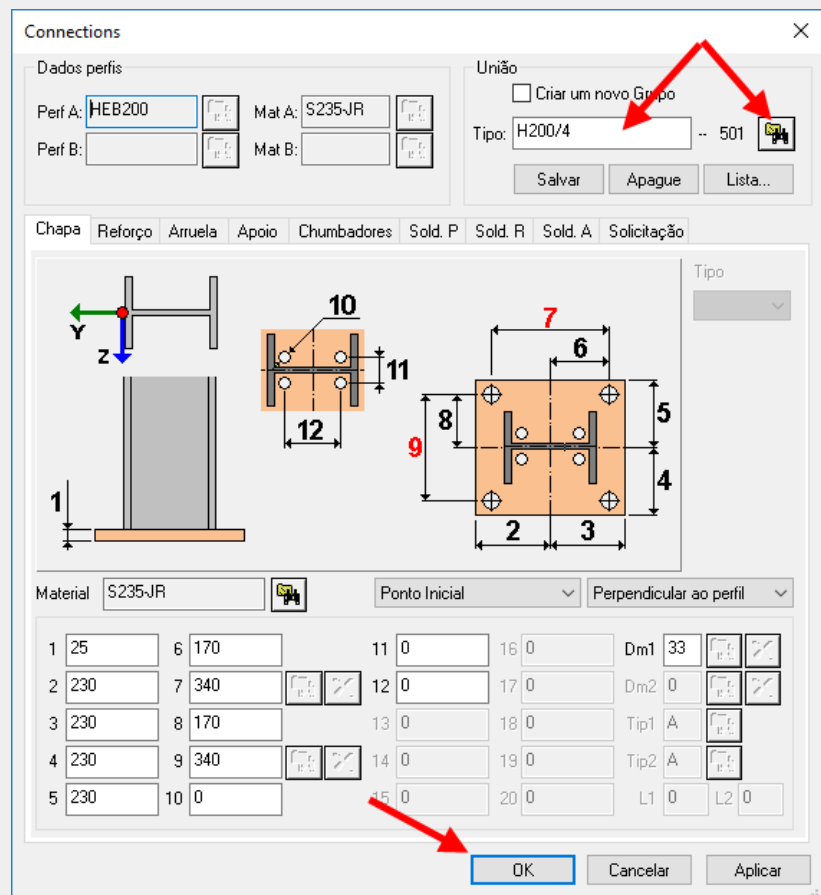 Connections
Dados perfis
União
Criar um novo Grupo
Perf A: HEB200 Mat A: S235-JR
Tipo: H200/4 -- 501
Perf B: Mat B:
Salvar Apague Lista...
Chapa Reforço Arruela Apoio Chumbadores Sold. P Sold. R Sold. A Solicitação
Tipo
10
7
Y
6
Z
11
5
8
12
9
4
1
2 3
Material S235-JR Ponto Inicial Perpendicular ao perfil
1 25 6 170 11 0 16 0 Dm1 33
2 230 7 340 12 0 17 0 Dm2 0
3 230 8 170 13 0 18 0 Tip1 A
4 230 9 340 14 0 19 0 Tip2 A
5 230 10 0 15 0 20 0 L1 0 L2 0
OK Cancelar Aplicar